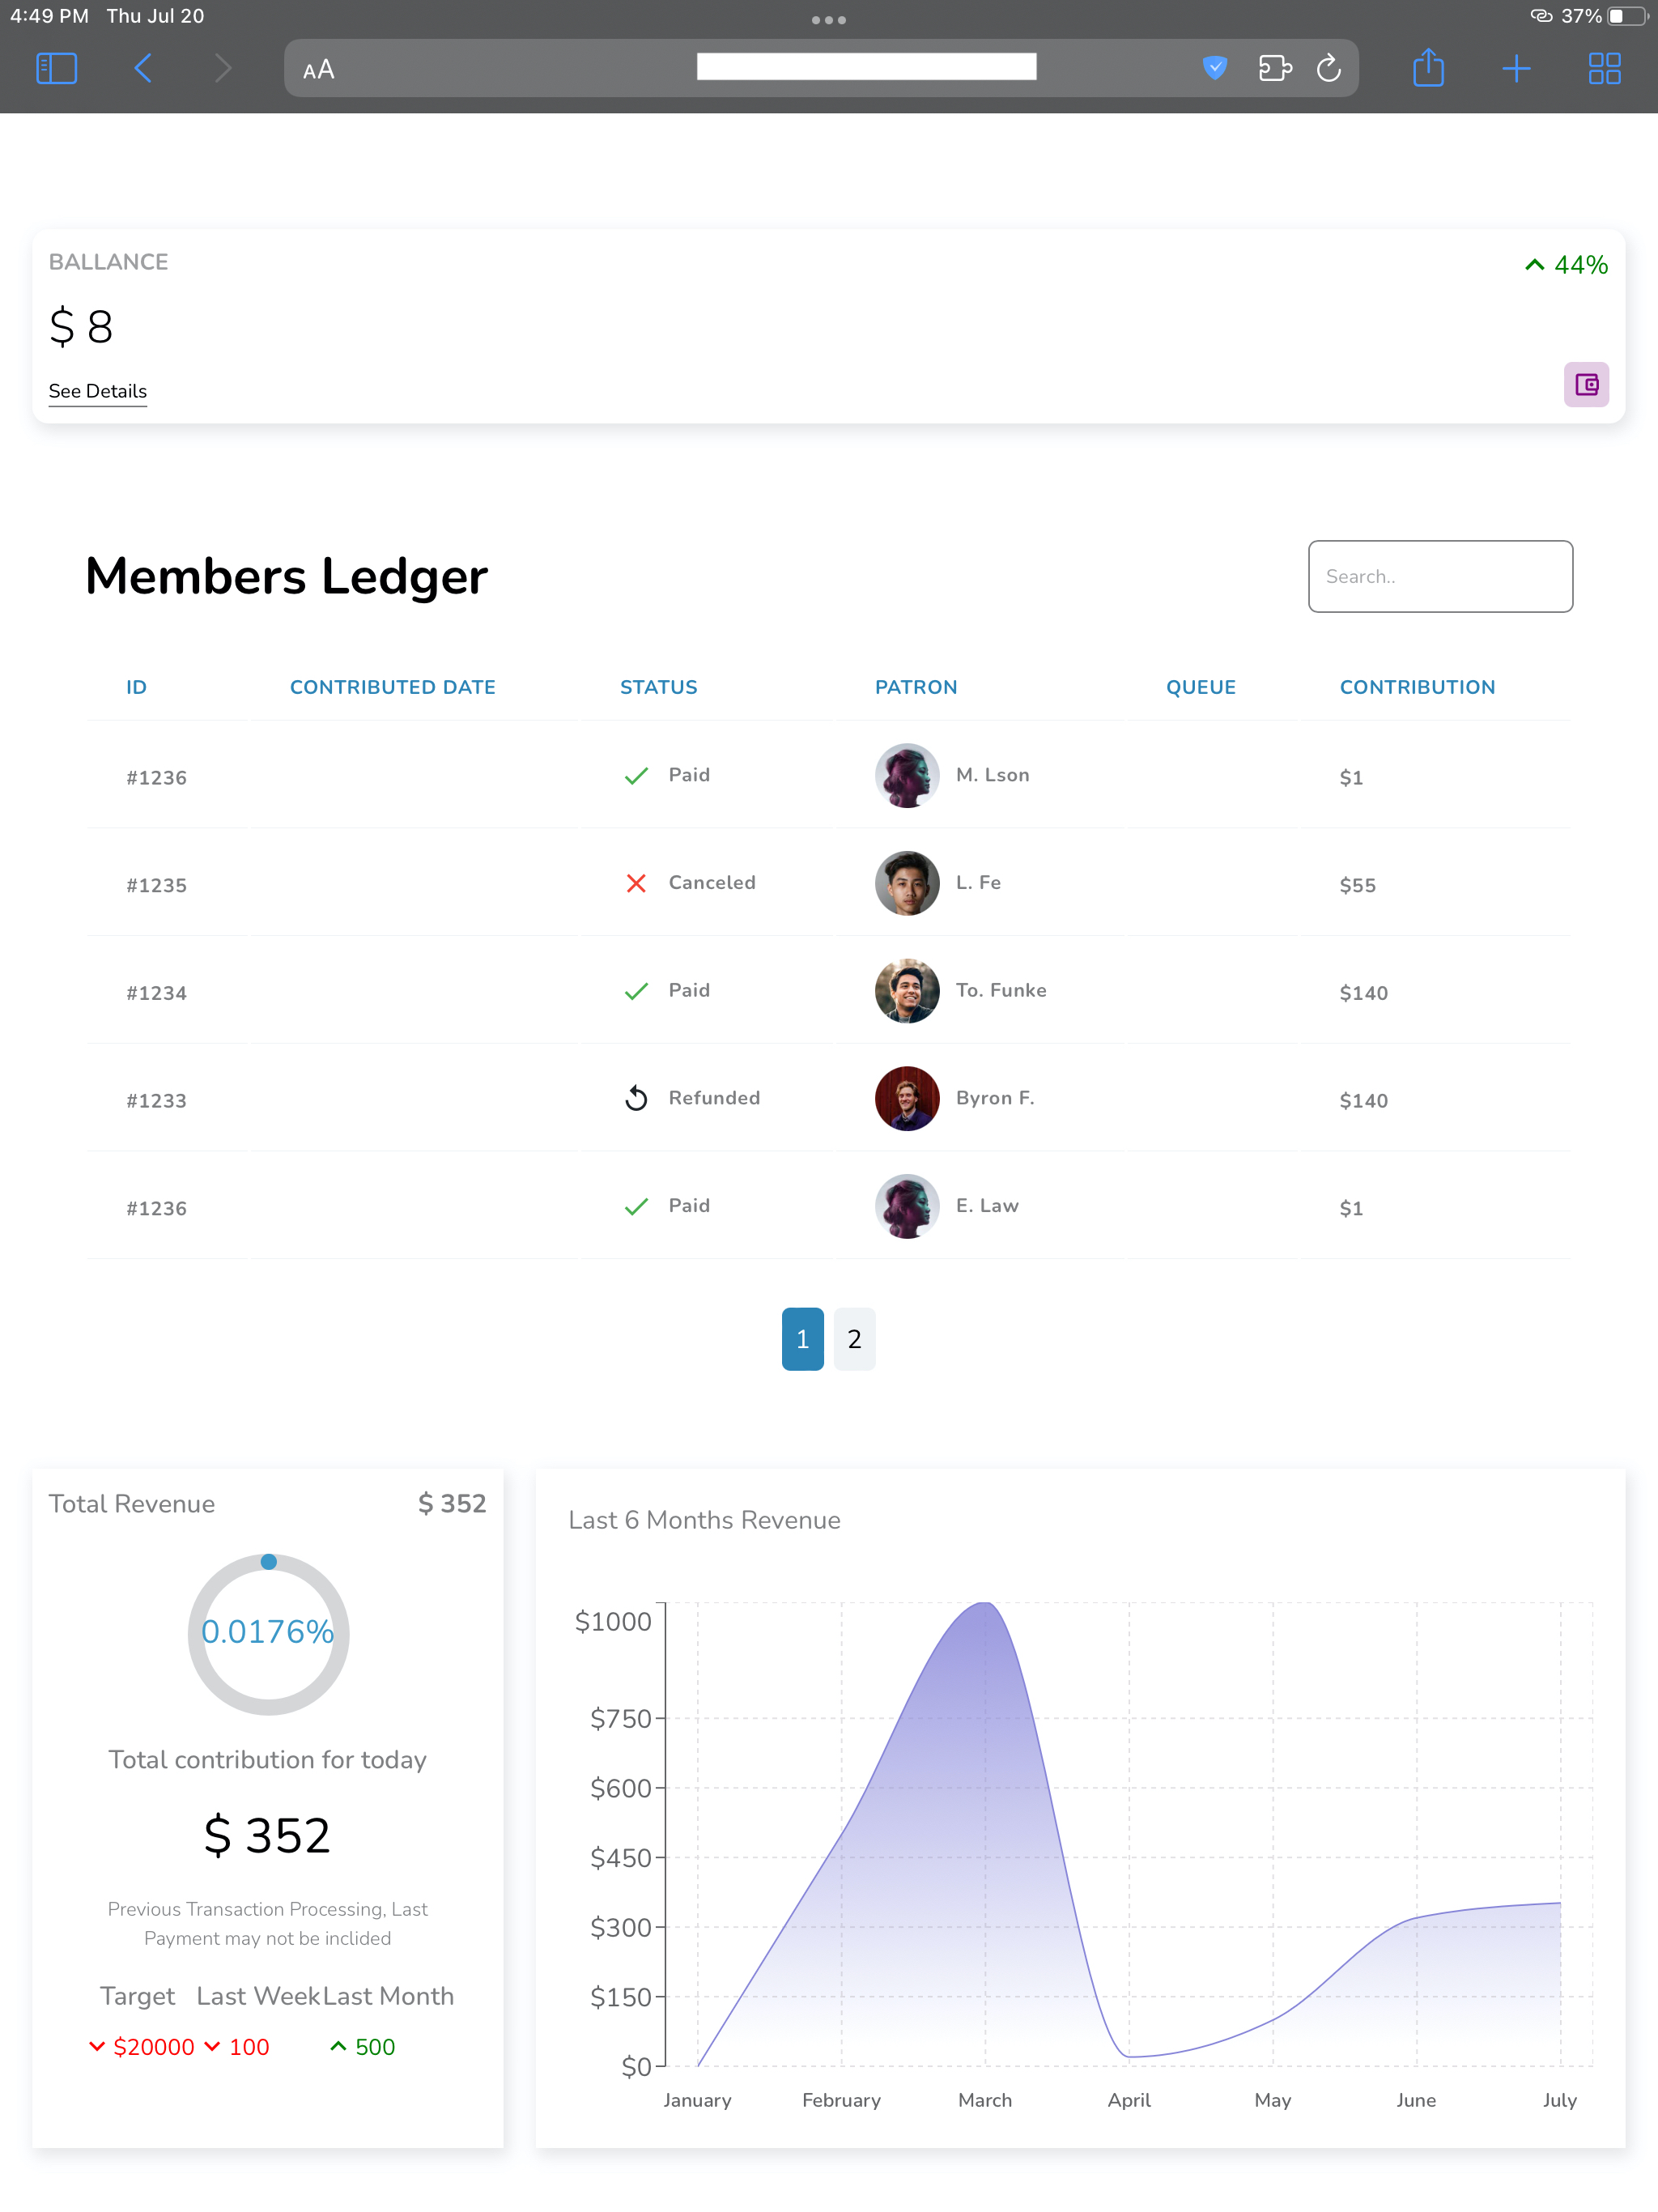 4:49 PM Thu Jul 20
37%
AA
BALLANCE
44%
$ 8
See Details
Members Ledger
Search..
ID CONTRIBUTED DATE STATUS PATRON QUEUE CONTRIBUTION
#1236 Paid M. Lson $1
#1235 Canceled L. Fe $55
#1234 Paid To. Funke $140
#1233 Refunded Byron F. $140
#1236 Paid E. Law $1
1 2
Total Revenue $ 352
0.0176%
Total contribution for today
$ 352
Previous Transaction Processing, Last
Payment may not be included
Target Last Week Last Month
$20000 100 500
Last 6 Months Revenue
$1000
$750
$600
$450
$300
$150
$0
January February March April May June July